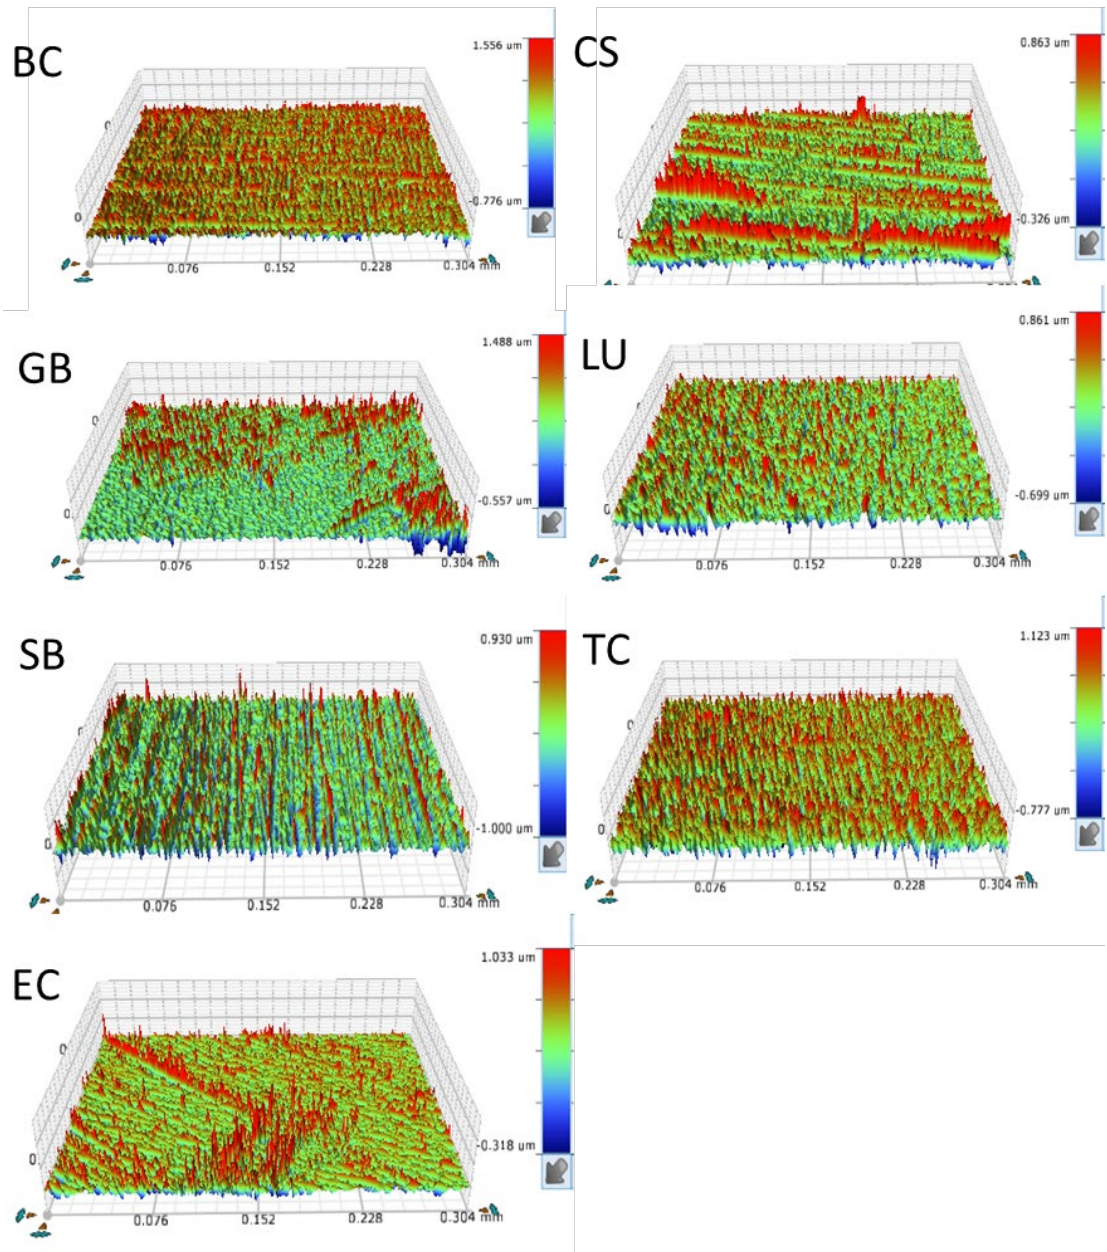 BC
1.556 um
-0.776 um
0
0
0.076
0.152
0.228
0.304 mm
CS
0.863 um
-0.326 um
GB
1.488 um
-0.557 um
0
0.
0.075
0.152
0.228
0.304 mm
LU
0.861 um
-0.699 um
0
0.076
0.152
0.228
0.304 mm
SB
0.930 um
-1.000 um
0
0.076
0.152
0.228
0.304 mm
TC
1.123 um
-0.777 um
0
0
0.076
0.152
0.228
0.304 mm
EC
1.033 um
-0.318 um
0
0.
0.076
0.152
0.228
0.304 mm